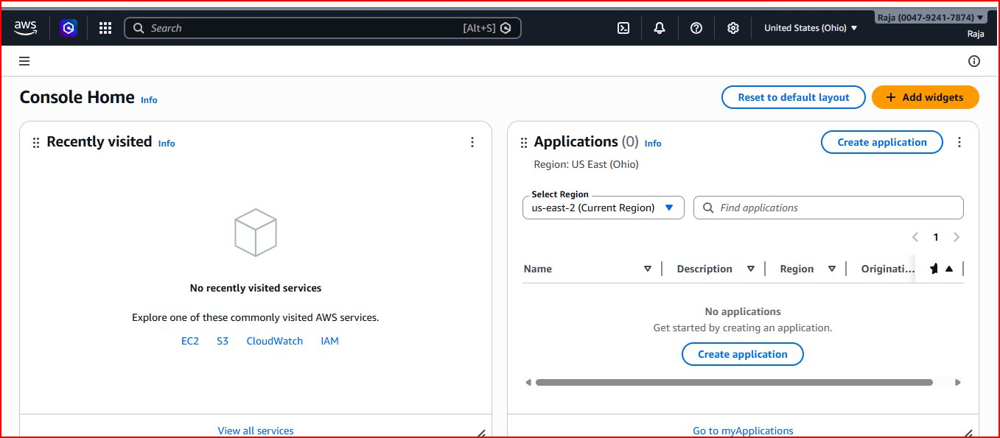 aws Search [Alt+S] United States (Ohio) Raja (0047-9241-7874)
Raja
Console Home Info Reset to default layout + Add widgets
Recently visited Info
No recently visited services
Explore one of these commonly visited AWS services.
EC2 S3 CloudWatch IAM
View all services
Applications (0) Info Create application
Region: US East (Ohio)
Select Region
us-east-2 (Current Region) Find applications
1
Name Description Region Originati...
No applications
Get started by creating an application.
Create application
Go to myApplications